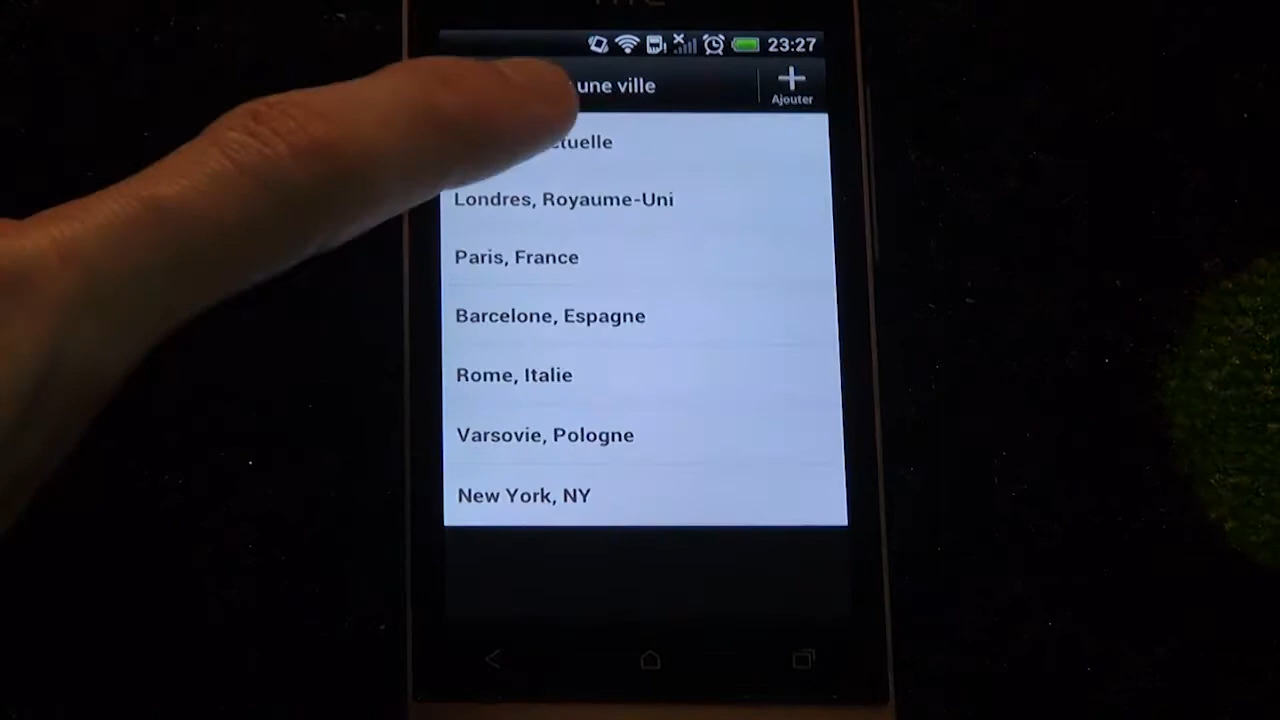 23:27
une ville
Ajouter
Londres, Royaume-Uni
Paris, France
Barcelone, Espagne
Rome, Italie
Varsovie, Pologne
New York, NY